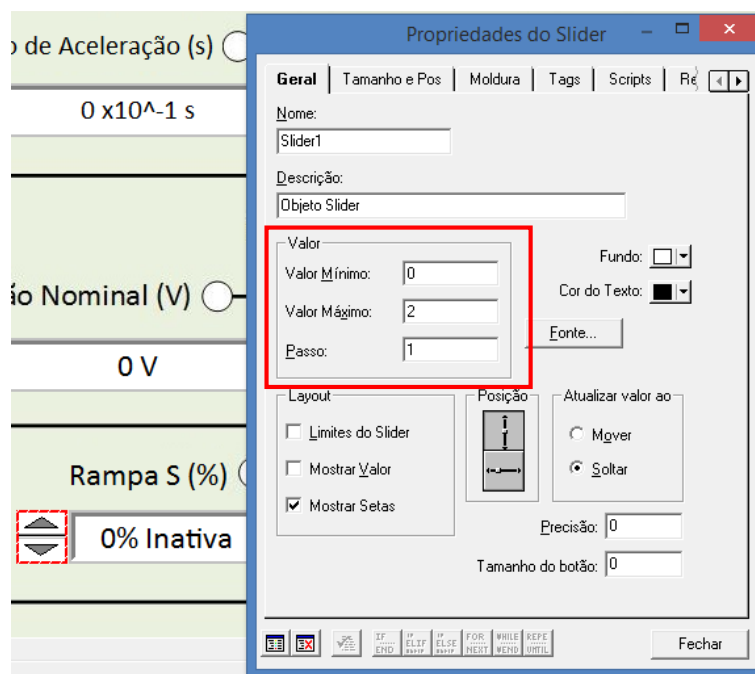 o de Aceleração (s)
0 x10^-1 s
ão Nominal (V)
0 V
Rampa S (%)
0% Inativa
Propriedades do Slider
Geral Tamanho e Pos Moldura Tags Scripts Re
Nome:
Slider1
Descrição:
Objeto Slider
Valor
Valor Mínimo: 0
Valor Máximo: 2
Passo: 1
Fundo:
Cor do Texto:
Fonte...
Layout
Limites do Slider
Mostrar Valor
Mostrar Setas
Posição
Atualizar valor ao
Mover
Soltar
Precisão: 0
Tamanho do botão: 0
IF END
IF ELIF
IF ELSE
FOR NEXT
WHILE WEND
REPE UNTIL
Fechar